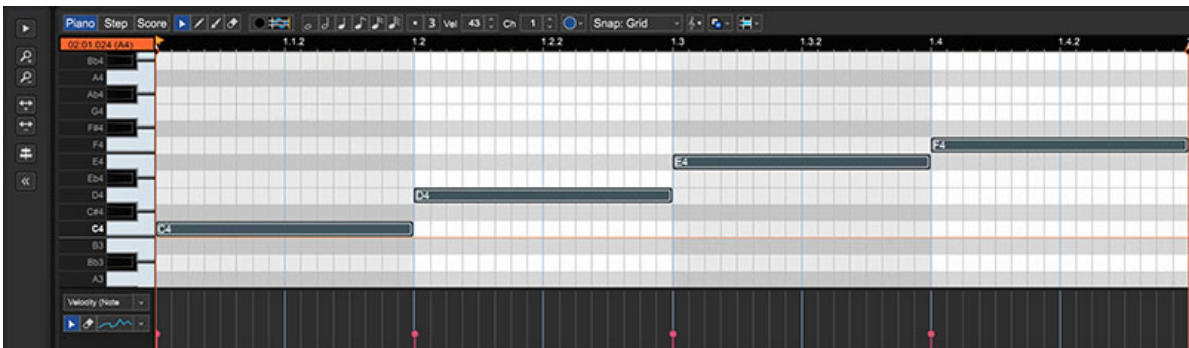 Piano Step Score 3 Vel 43 Ch 1 Snap: Grid
02:01.024 (A4) 1.1.2 1.2 1.2.2 1.3 1.3.2 1.4 1.4.2
Bb4
A4
Ab4
G4
F#4
F4 F4
E4 E4
Eb4
D4 D4
C#4
C4 C4
B3
Bb3
A3
Velocity (Note